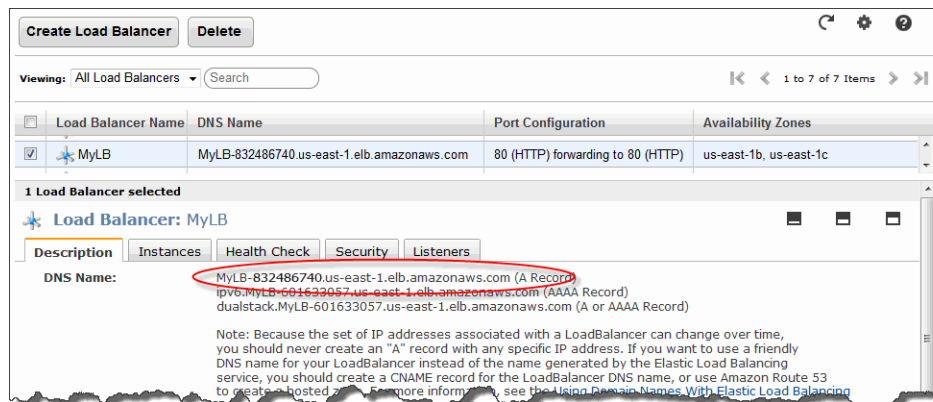 Create Load Balancer Delete
Viewing: All Load Balancers Search 1 to 7 of 7 Items
Load Balancer Name DNS Name Port Configuration Availability Zones
MyLB MyLB-832486740.us-east-1.elb.amazonaws.com 80 (HTTP) forwarding to 80 (HTTP) us-east-1b, us-east-1c
1 Load Balancer selected
Load Balancer: MyLB
Description Instances Health Check Security Listeners
DNS Name: MyLB-832486740.us-east-1.elb.amazonaws.com (A Record)
ipv6.MyLB-601633057.us-east-1.elb.amazonaws.com (AAAA Record)
dualstack.MyLB-601633057.us-east-1.elb.amazonaws.com (A or AAAA Record)
Note: Because the set of IP addresses associated with a LoadBalancer can change over time,
you should never create an "A" record with any specific IP address. If you want to use a friendly
DNS name for your LoadBalancer instead of the name generated by the Elastic Load Balancing
service, you should create a CNAME record for the LoadBalancer DNS name, or use Amazon Route 53
to create a hosted more information, see the Using Domain Names With Elastic Load Balancing